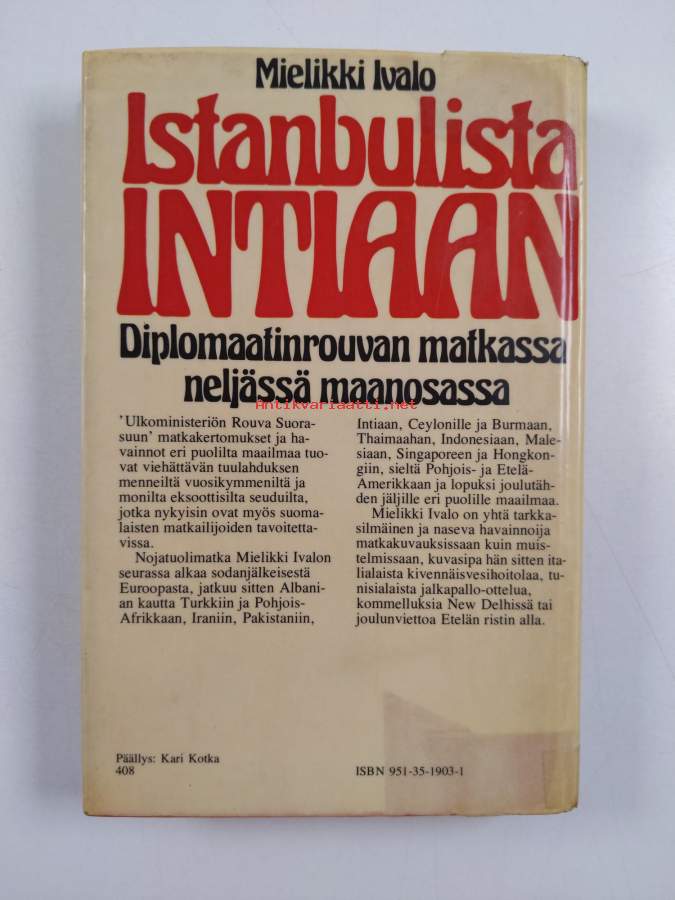 Mielikki Ivalo
Istanbulista
INTIAAN
Diplomaatinrouvan matkassa
neljässä maanosassa
Antikvariaatti.net
'Ulkoministeriön Rouva Suora-
suun' matkakertomukset ja ha-
vainnot eri puolilta maailmaa tuo-
vat viehättävän tuulahduksen
menneiltä vuosikymmeniltä ja
monilta eksoottisilta seuduilta,
jotka nykyisin ovat myös suoma-
laisten matkailijoiden tavoitetta-
vissa.
Nojatuolimatka Mielikki Ivalon
seurassa alkaa sodanjälkeisestä
Euroopasta, jatkuu sitten Albani-
an kautta Turkkiin ja Pohjois-
Afrikkaan, Iraniin, Pakistaniin,
Intiaan, Ceylonille ja Burmaan,
Thaimaahan, Indonesiaan, Male-
siaan, Singaporeen ja Hongkon-
giin, sieltä Pohjois- ja Etelä-
Amerikkaan ja lopuksi joulutäh-
den jäljille eri puolille maailmaa.
Mielikki Ivalo on yhtä tarkka-
silmäinen ja naseva havainnoija
matkakuvauksissaan kuin muis-
telmissaan, kuvasipa hän sitten ita-
lialaista kivennäisvesihoitolaa, tu-
nisialaista jalkapallo-ottelua,
kommelluksia New Delhissä tai
joulunviettoa Etelän ristin alla.
Päällys: Kari Kotka
408
ISBN 951-35-1903-1